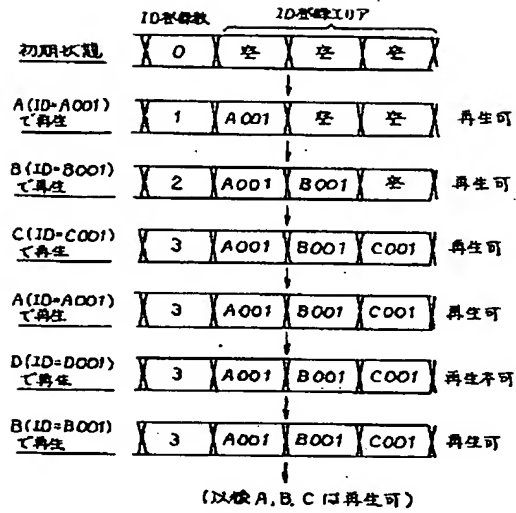 ID登録数 ID登録エリア
初期状態 0 空 空 空
A(ID=A001)
で再生 1 A001 空 空 再生可
B(ID=B001)
で再生 2 A001 B001 空 再生可
C(ID=C001)
で再生 3 A001 B001 C001 再生可
A(ID=A001)
で再生 3 A001 B001 C001 再生可
D(ID=D001)
で再生 3 A001 B001 C001 再生不可
B(ID=B001)
で再生 3 A001 B001 C001 再生可
(以後 A, B, C は再生可)